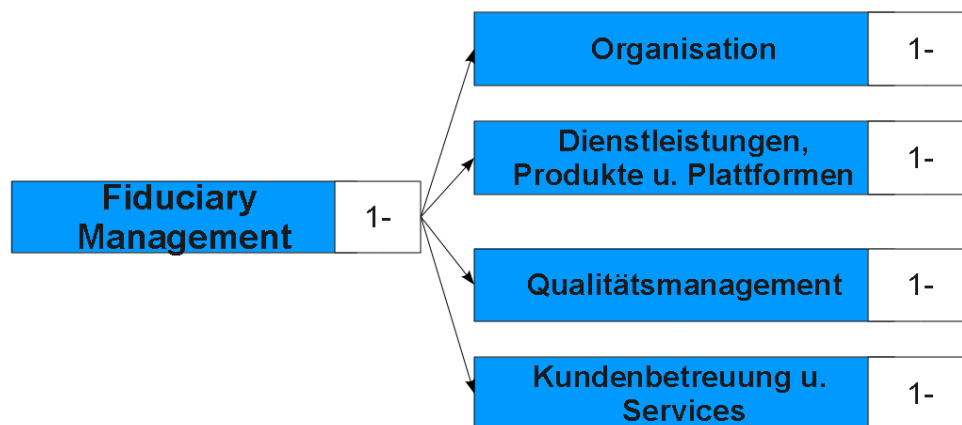 Organisation
1-
Dienstleistungen,
Produkte u. Plattformen
1-
Fiduciary
Management
1-
Qualitätsmanagement
1-
Kundenbetreuung u.
Services
1-